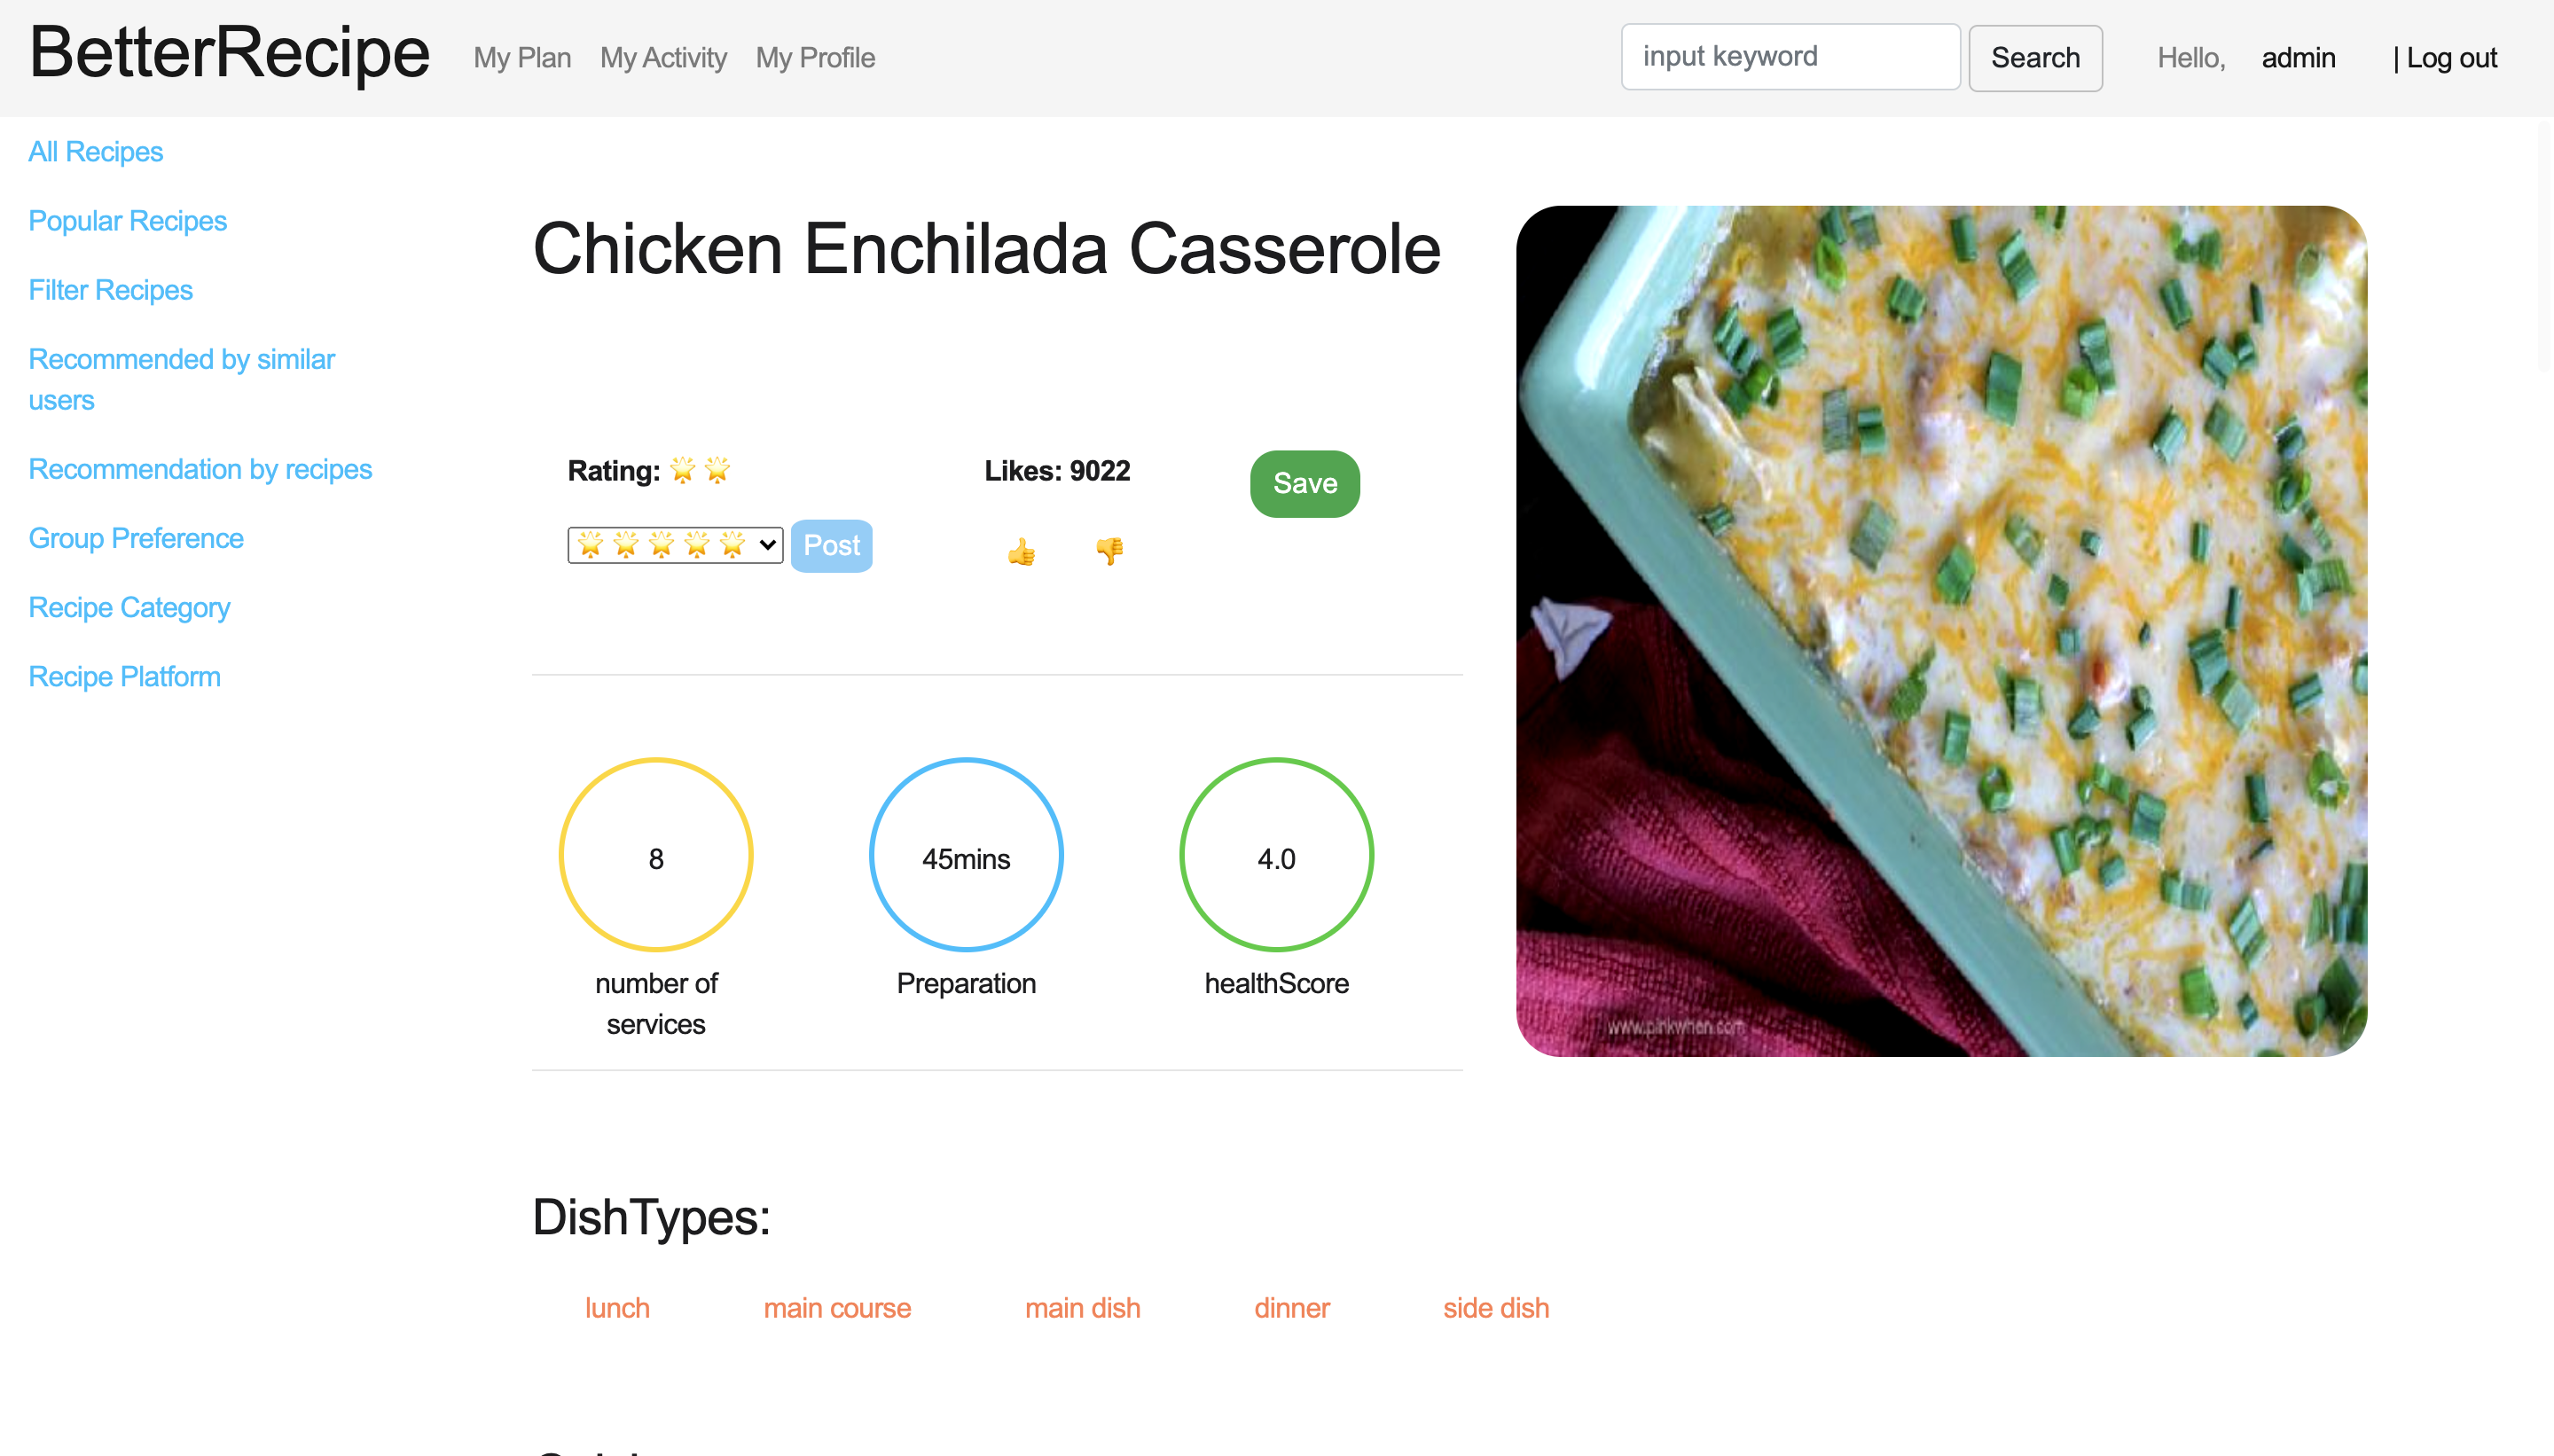 BetterRecipe My Plan My Activity My Profile input keyword Search Hello, admin | Log out
All Recipes
Popular Recipes
Filter Recipes
Recommended by similar
users
Recommendation by recipes
Group Preference
Recipe Category
Recipe Platform
Chicken Enchilada Casserole
Rating: 🌟 🌟 Likes: 9022 Save
🌟 🌟 🌟 🌟 🌟 Post 👍 👎
8 45mins 4.0
number of
services
Preparation
healthScore
www.pinkwhen.com
DishTypes:
lunch main course main dish dinner side dish